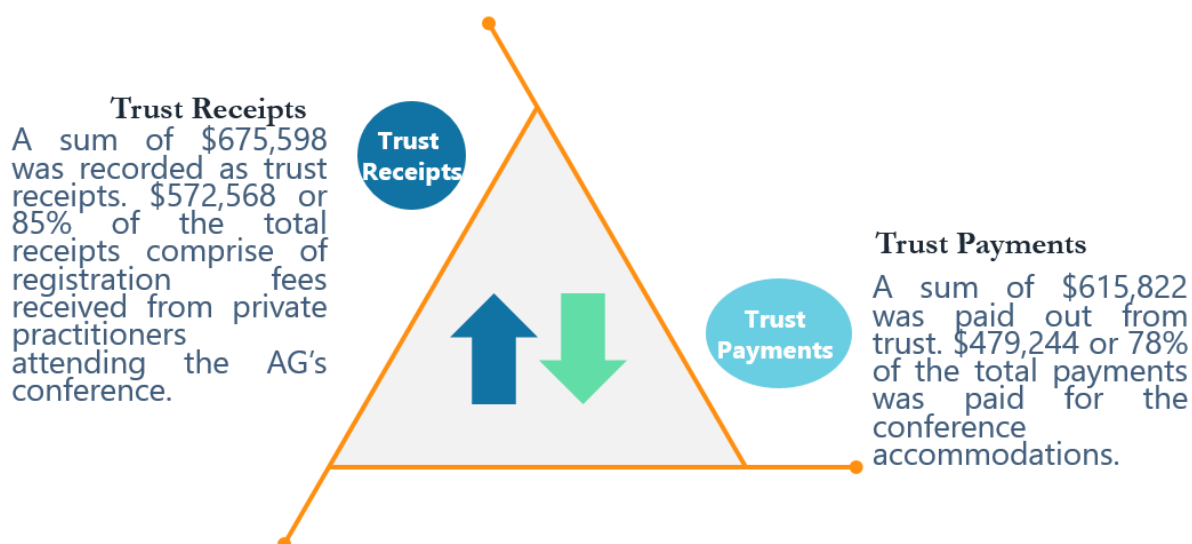 Trust Receipts
A sum of $675,598
was recorded as trust
receipts. $572,568 or
85% of the total
receipts comprise of
registration fees
received from private
practitioners
attending the AG's
conference.
Trust
Receipts
Trust
Payments
Trust Payments
A sum of $615,822
was paid out from
trust. $479,244 or 78%
of the total payments
was paid for the
conference
accommodations.